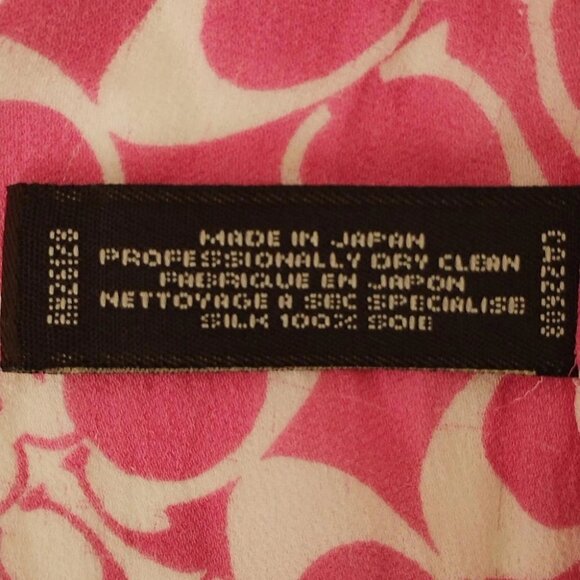 MADE IN JAPAN
PROFESSIONALLY DRY CLEAN
FABRIQUE EN JAPON
NETTOYAGE A SEC SPECIALISE
SILK 100% SOIE